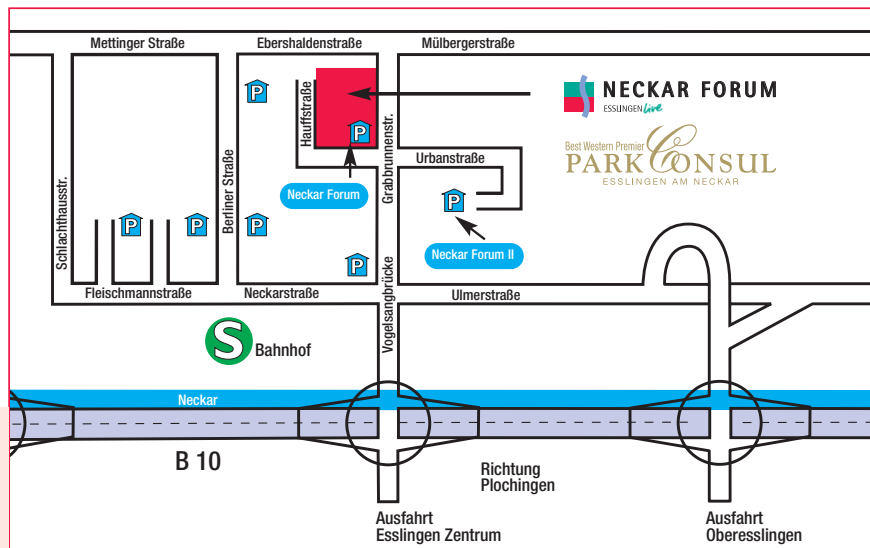 Mettinger Straße
Ebershaldenstraße
Mülbergerstraße
P
P
NECKAR FORUM
ESSLINGEN live
Hauffstraße
Grabbrunnenstr.
Best Western Premier
PARK CONSUL
ESSLINGEN AM NECKAR
Urbanstraße
Neckar Forum
Schlachthausstr.
Berliner Straße
P
P
P
P
Neckar Forum II
P
Fleischmannstraße
Neckarstraße
Vogelsangbrücke
Ulmerstraße
S
Bahnhof
Neckar
B 10
Richtung
Plochingen
Ausfahrt
Esslingen Zentrum
Ausfahrt
Oberesslingen